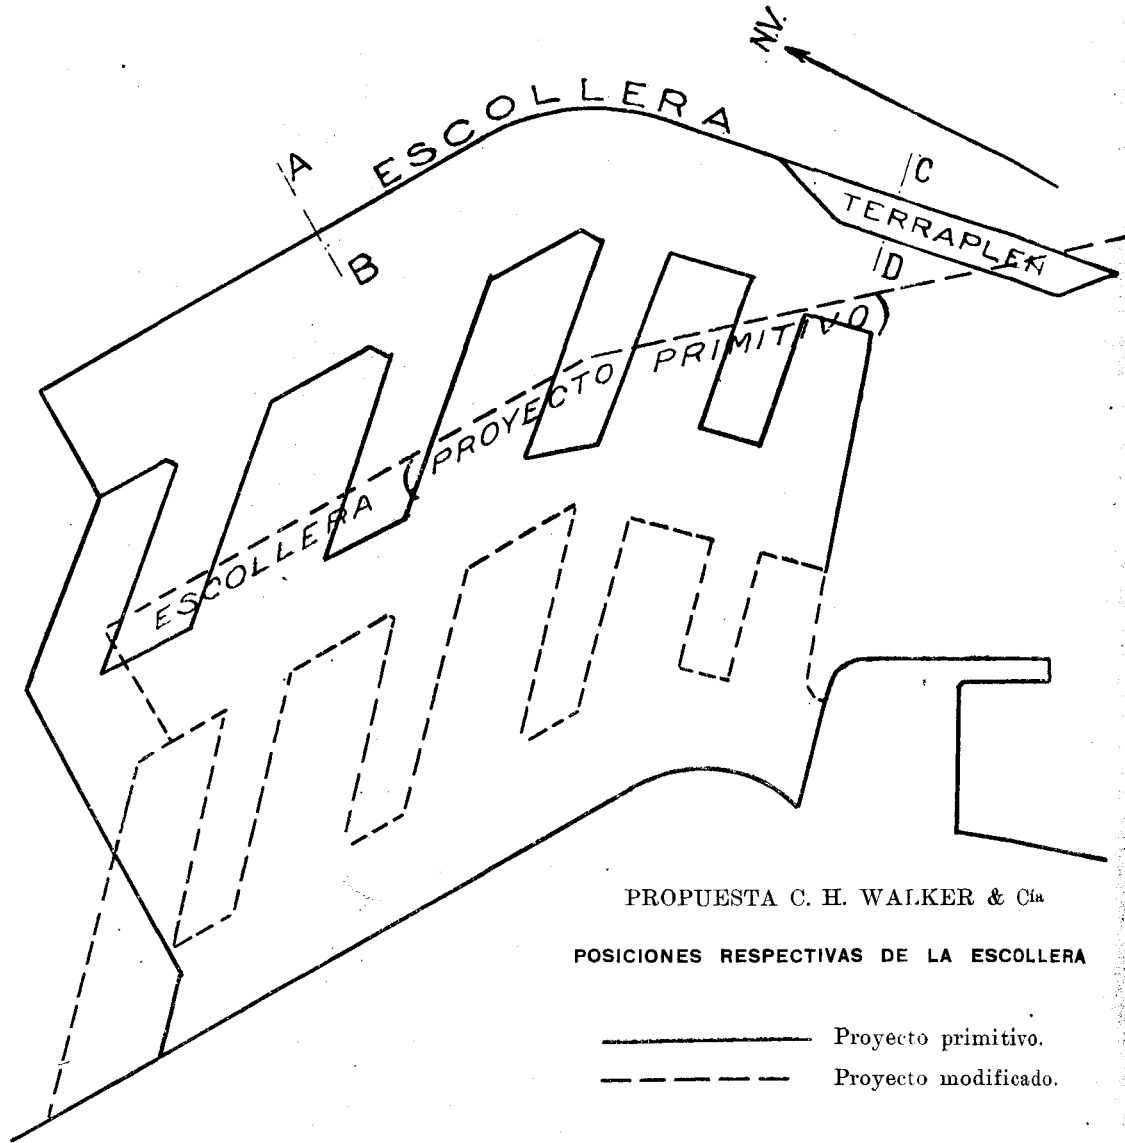 N.V.
ESCOLLERA
A
B
C
TERRAPLEN
D
ESCOLLERA (PROYECTO PRIMITIVO)
PROPUESTA C. H. WALKER & Cía
POSICIONES RESPECTIVAS DE LA ESCOLLERA
Proyecto primitivo.
Proyecto modificado.